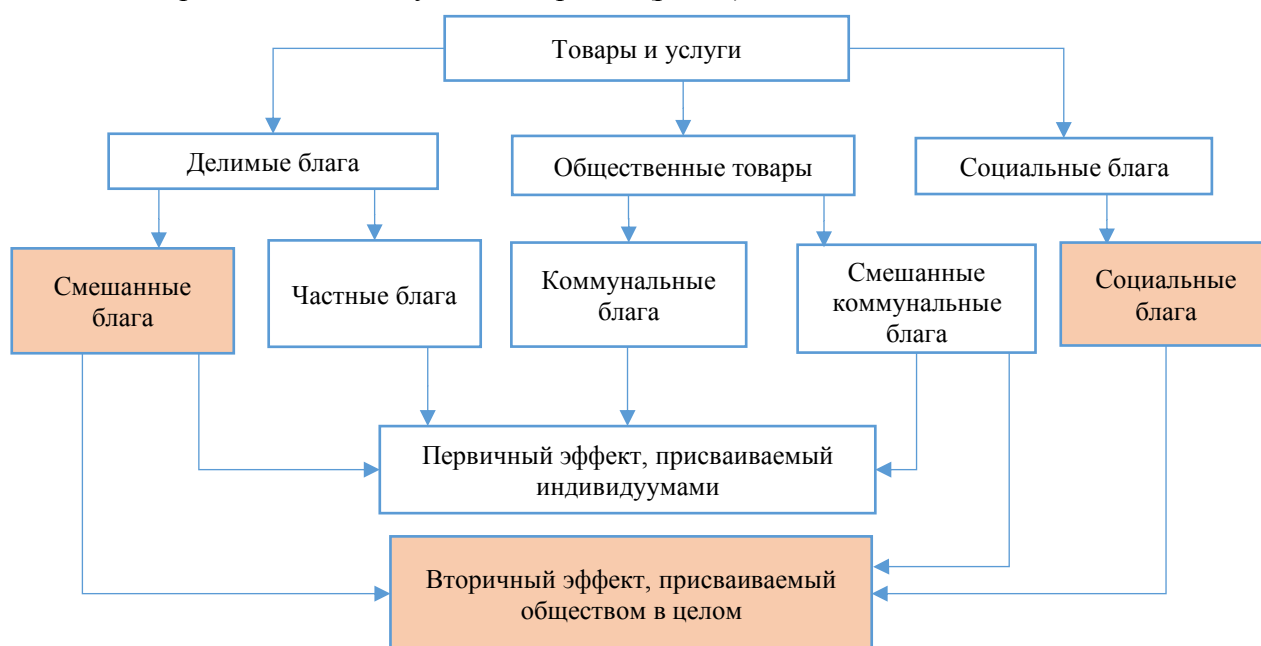 Товары и услуги
Делимые блага
Общественные товары
Социальные блага
Смешанные
блага
Частные блага
Коммунальные
блага
Смешанные
коммунальные
блага
Социальные
блага
Первичный эффект, присваиваемый
индивидуумами
Вторичный эффект, присваиваемый
обществом в целом